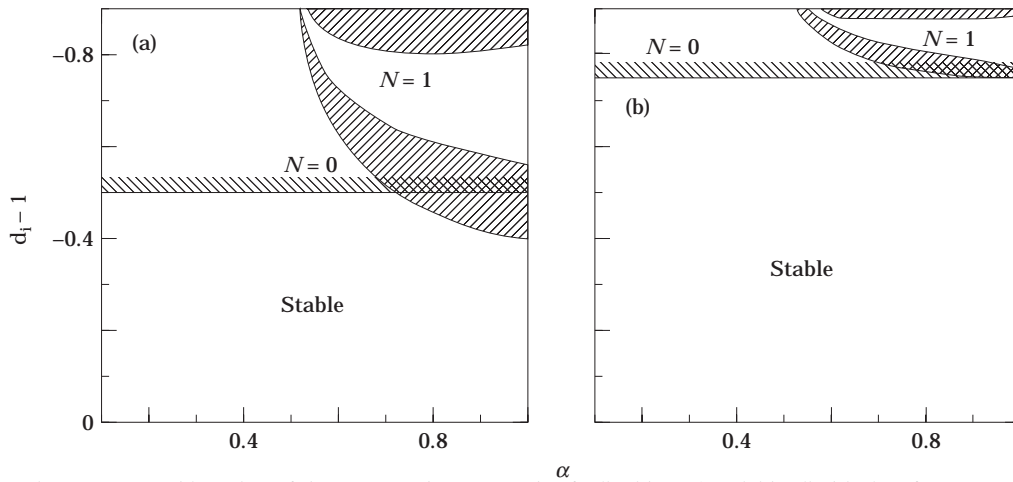 (a)
N = 1
N = 0
Stable
−0.8
−0.4
0
0.4
0.8
d_i − 1
N = 0
N = 1
(b)
Stable
0.4
0.8
α